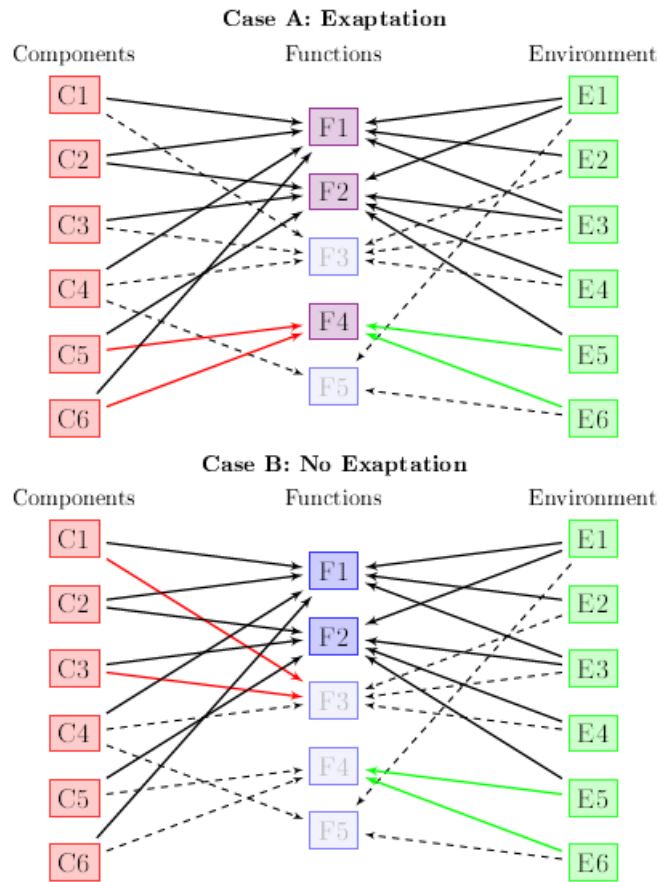 Case A: Exaptation
Components Functions Environment
C1 E1
F1
C2 E2
F2
C3 E3
F3
C4 E4
F4
C5 E5
F5
C6 E6
Case B: No Exaptation
Components Functions Environment
C1 E1
F1
C2 E2
F2
C3 E3
F3
C4 E4
F4
C5 E5
F5
C6 E6